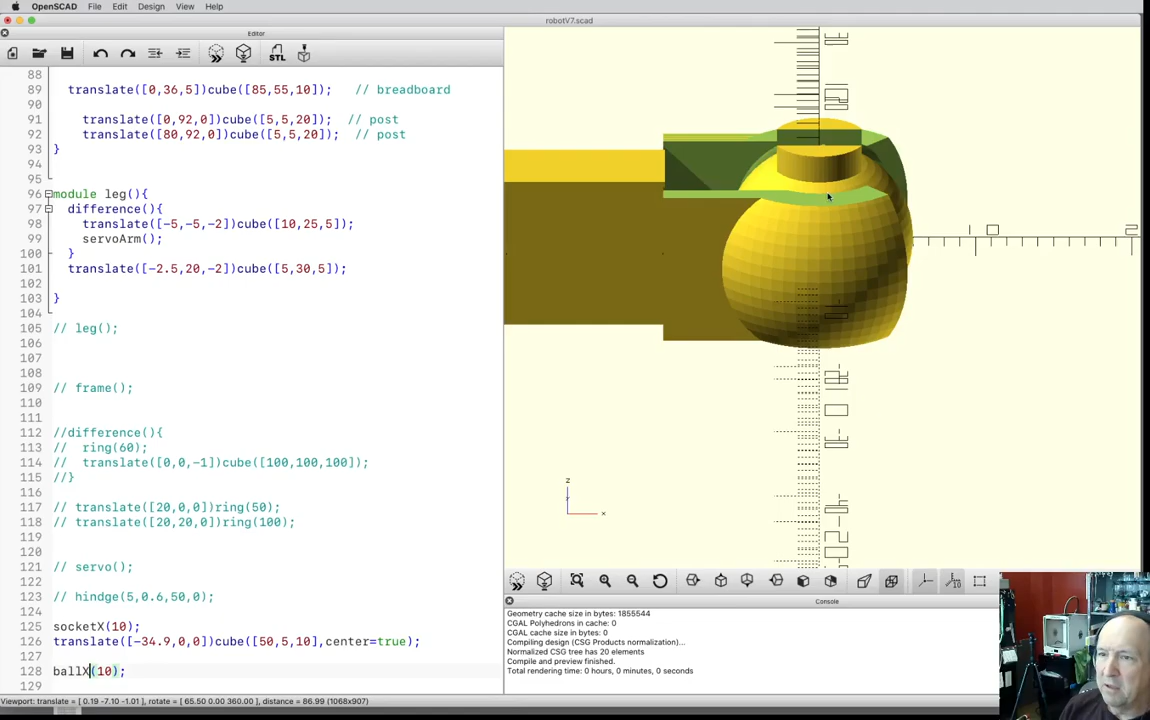 OpenSCAD File Edit Design View Window Help
robotV7.scad
Editor
88
89 translate([0,36,5])cube([85,55,10]); // breadboard
90
91 translate([0,92,0])cube([5,5,20]); // post
92 translate([80,92,0])cube([5,5,20]); // post
93 }
94
95
96 module leg(){
97 difference(){
98 translate([-5,-5,-2])cube([10,25,5]);
99 servoArm();
100 }
101 translate([-2.5,20,-2])cube([5,30,5]);
102
103 }
104
105 // leg();
106
107
108
109 // frame();
110
111
112 //difference(){
113 // ring(60);
114 // translate([0,0,-1])cube([100,100,100]);
115 //}
116
117 // translate([20,0,0])ring(50);
118 // translate([20,20,0])ring(100);
119
120
121 // servo();
122
123 // hindge(5,0.6,50,0);
124
125 socketX(10);
126 translate([-34.9,0,0])cube([50,5,10],center=true);
127
128 ballX(10);
129
STL
z
x
10
Console
Geometry cache size in bytes: 1855544
CGAL Polyhedrons in cache: 0
CGAL cache size in bytes: 0
Compiling design (CSG Products normalization)...
Normalized CSG tree has 20 elements
Compile and preview finished.
Total rendering time: 0 hours, 0 minutes, 0 seconds
Viewport: translate = [ 0.19 -7.10 -1.01 ], rotate = [ 65.50 0.00 360.00 ], distance = 86.99 (1068x907)